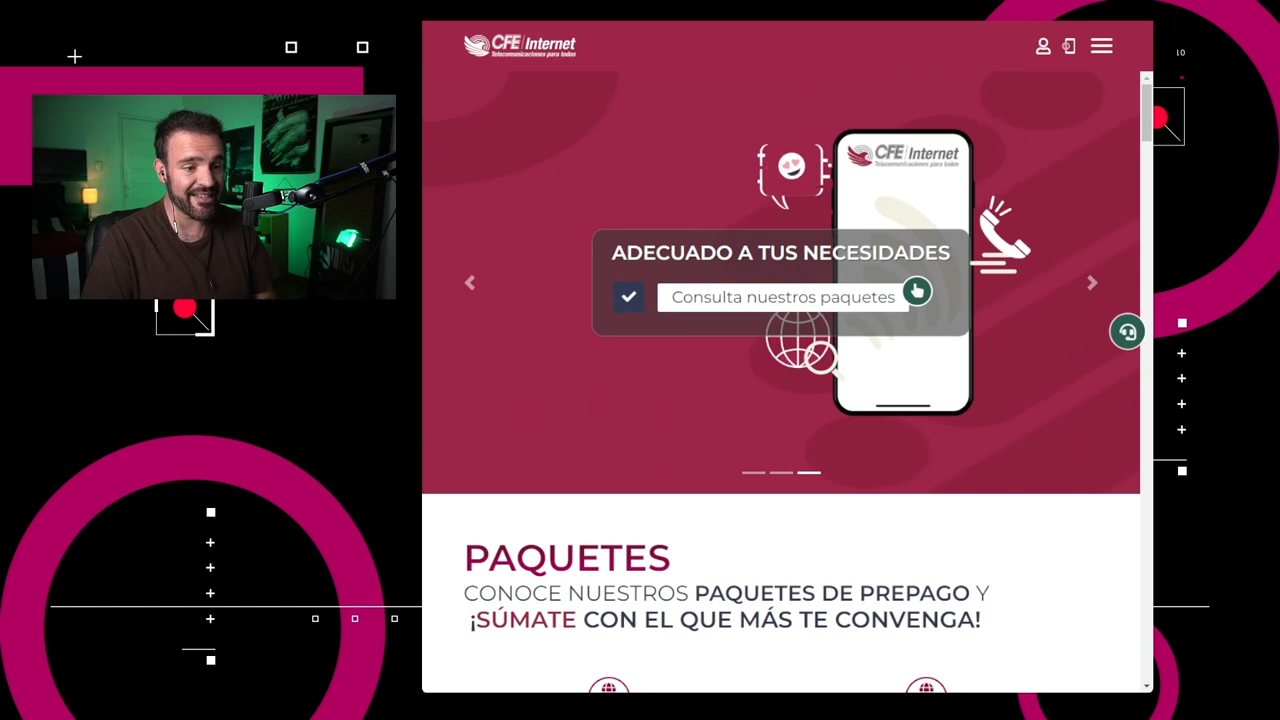 CFE Internet
Telecomunicaciones para todos
CFE Internet
Telecomunicaciones para todos
ADECUADO A TUS NECESIDADES
Consulta nuestros paquetes
PAQUETES
CONOCE NUESTROS PAQUETES DE PREPAGO Y
¡SÚMATE CON EL QUE MÁS TE CONVENGA!